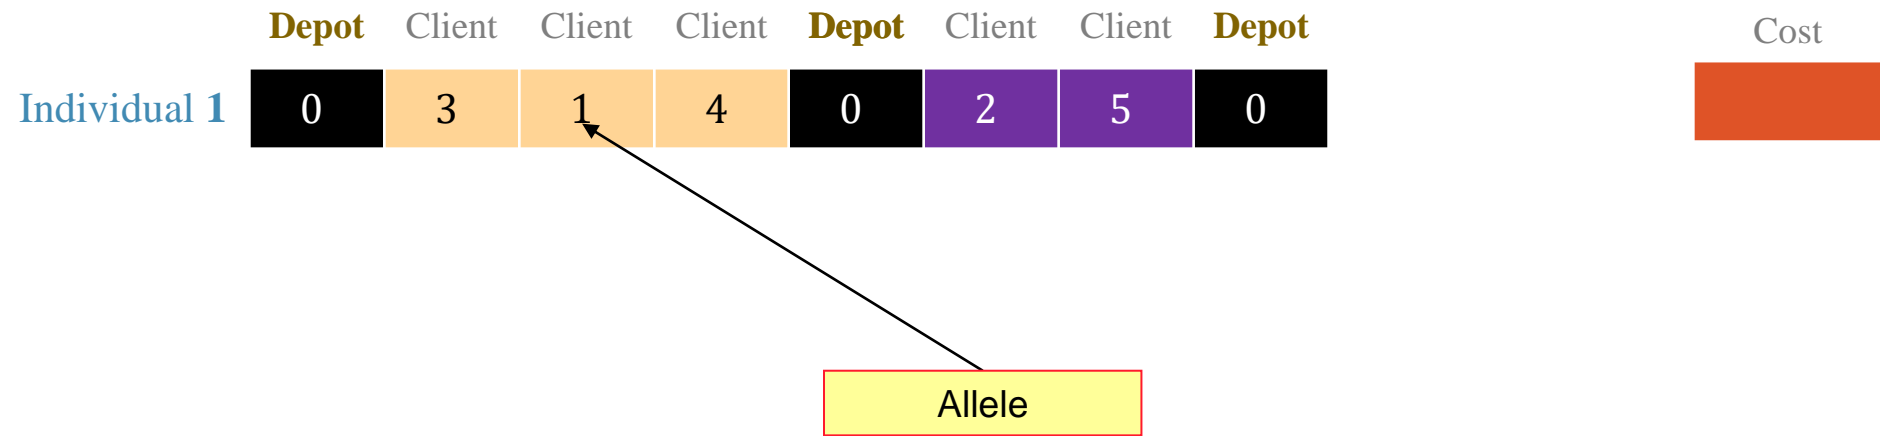 Depot Client Client Client Depot Client Client Depot Cost
Individual 1 0 3 1 4 0 2 5 0
Allele